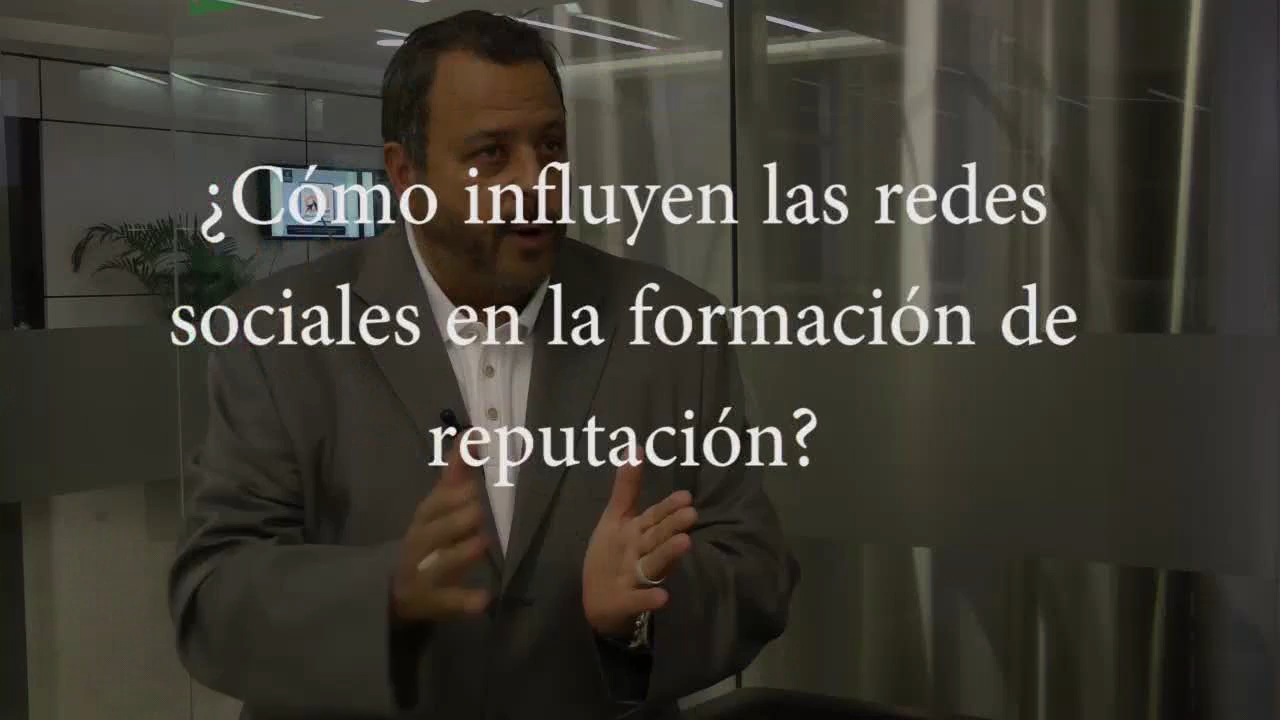 ¿Cómo influyen las redes
sociales en la formación de
reputación?